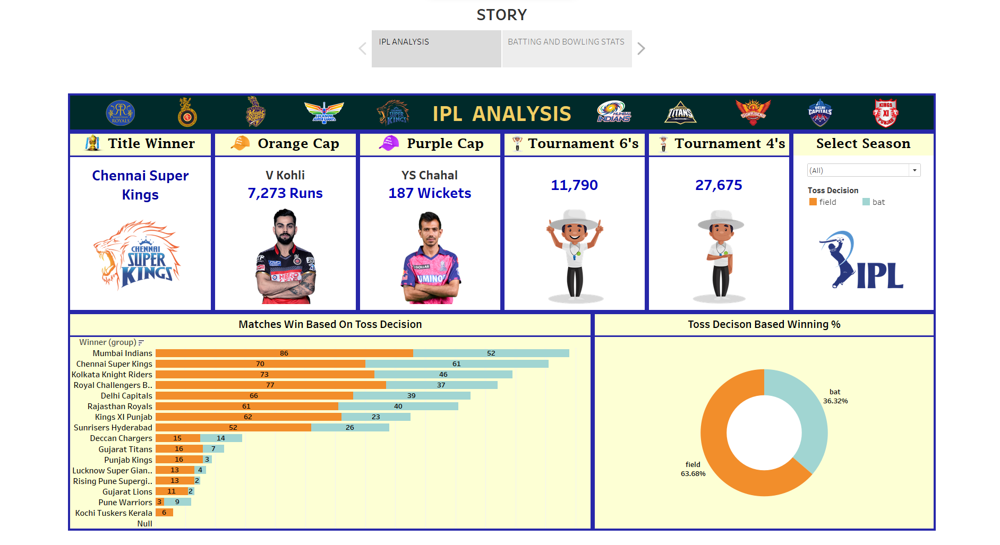 STORY
IPL ANALYSIS
BATTING AND BOWLING STATS
RAJASTHAN
ROYALS
Knight
Riders
LUCKNOW
SUPER GIANTS
CHENNAI
SUPER
KINGS
IPL ANALYSIS
MUMBAI
INDIANS
TITANS
SUNRISERS
DELHI
CAPITALS
KINGS
XI
PUNJAB
Title Winner
Orange Cap
Purple Cap
Tournament 6's
Tournament 4's
Select Season
Chennai Super
Kings
CHENNAI
SUPER
KINGS
V Kohli
7,273 Runs
HERO
YS Chahal
187 Wickets
DOLLAR
LUMINO
11,790
27,675
(All)
Toss Decision
field
bat
IPL
Matches Win Based On Toss Decision
Winner (group)
Mumbai Indians 86 52
Chennai Super Kings 70 61
Kolkata Knight Riders 73 46
Royal Challengers B.. 77 37
Delhi Capitals 66 39
Rajasthan Royals 61 40
Kings XI Punjab 62 23
Sunrisers Hyderabad 52 26
Deccan Chargers 15 14
Gujarat Titans 16 7
Punjab Kings 16 3
Lucknow Super Gian.. 13 4
Rising Pune Supergi.. 13 2
Gujarat Lions 11 2
Pune Warriors 3 9
Kochi Tuskers Kerala 6
Null
Toss Decison Based Winning %
bat
36.32%
field
63.68%